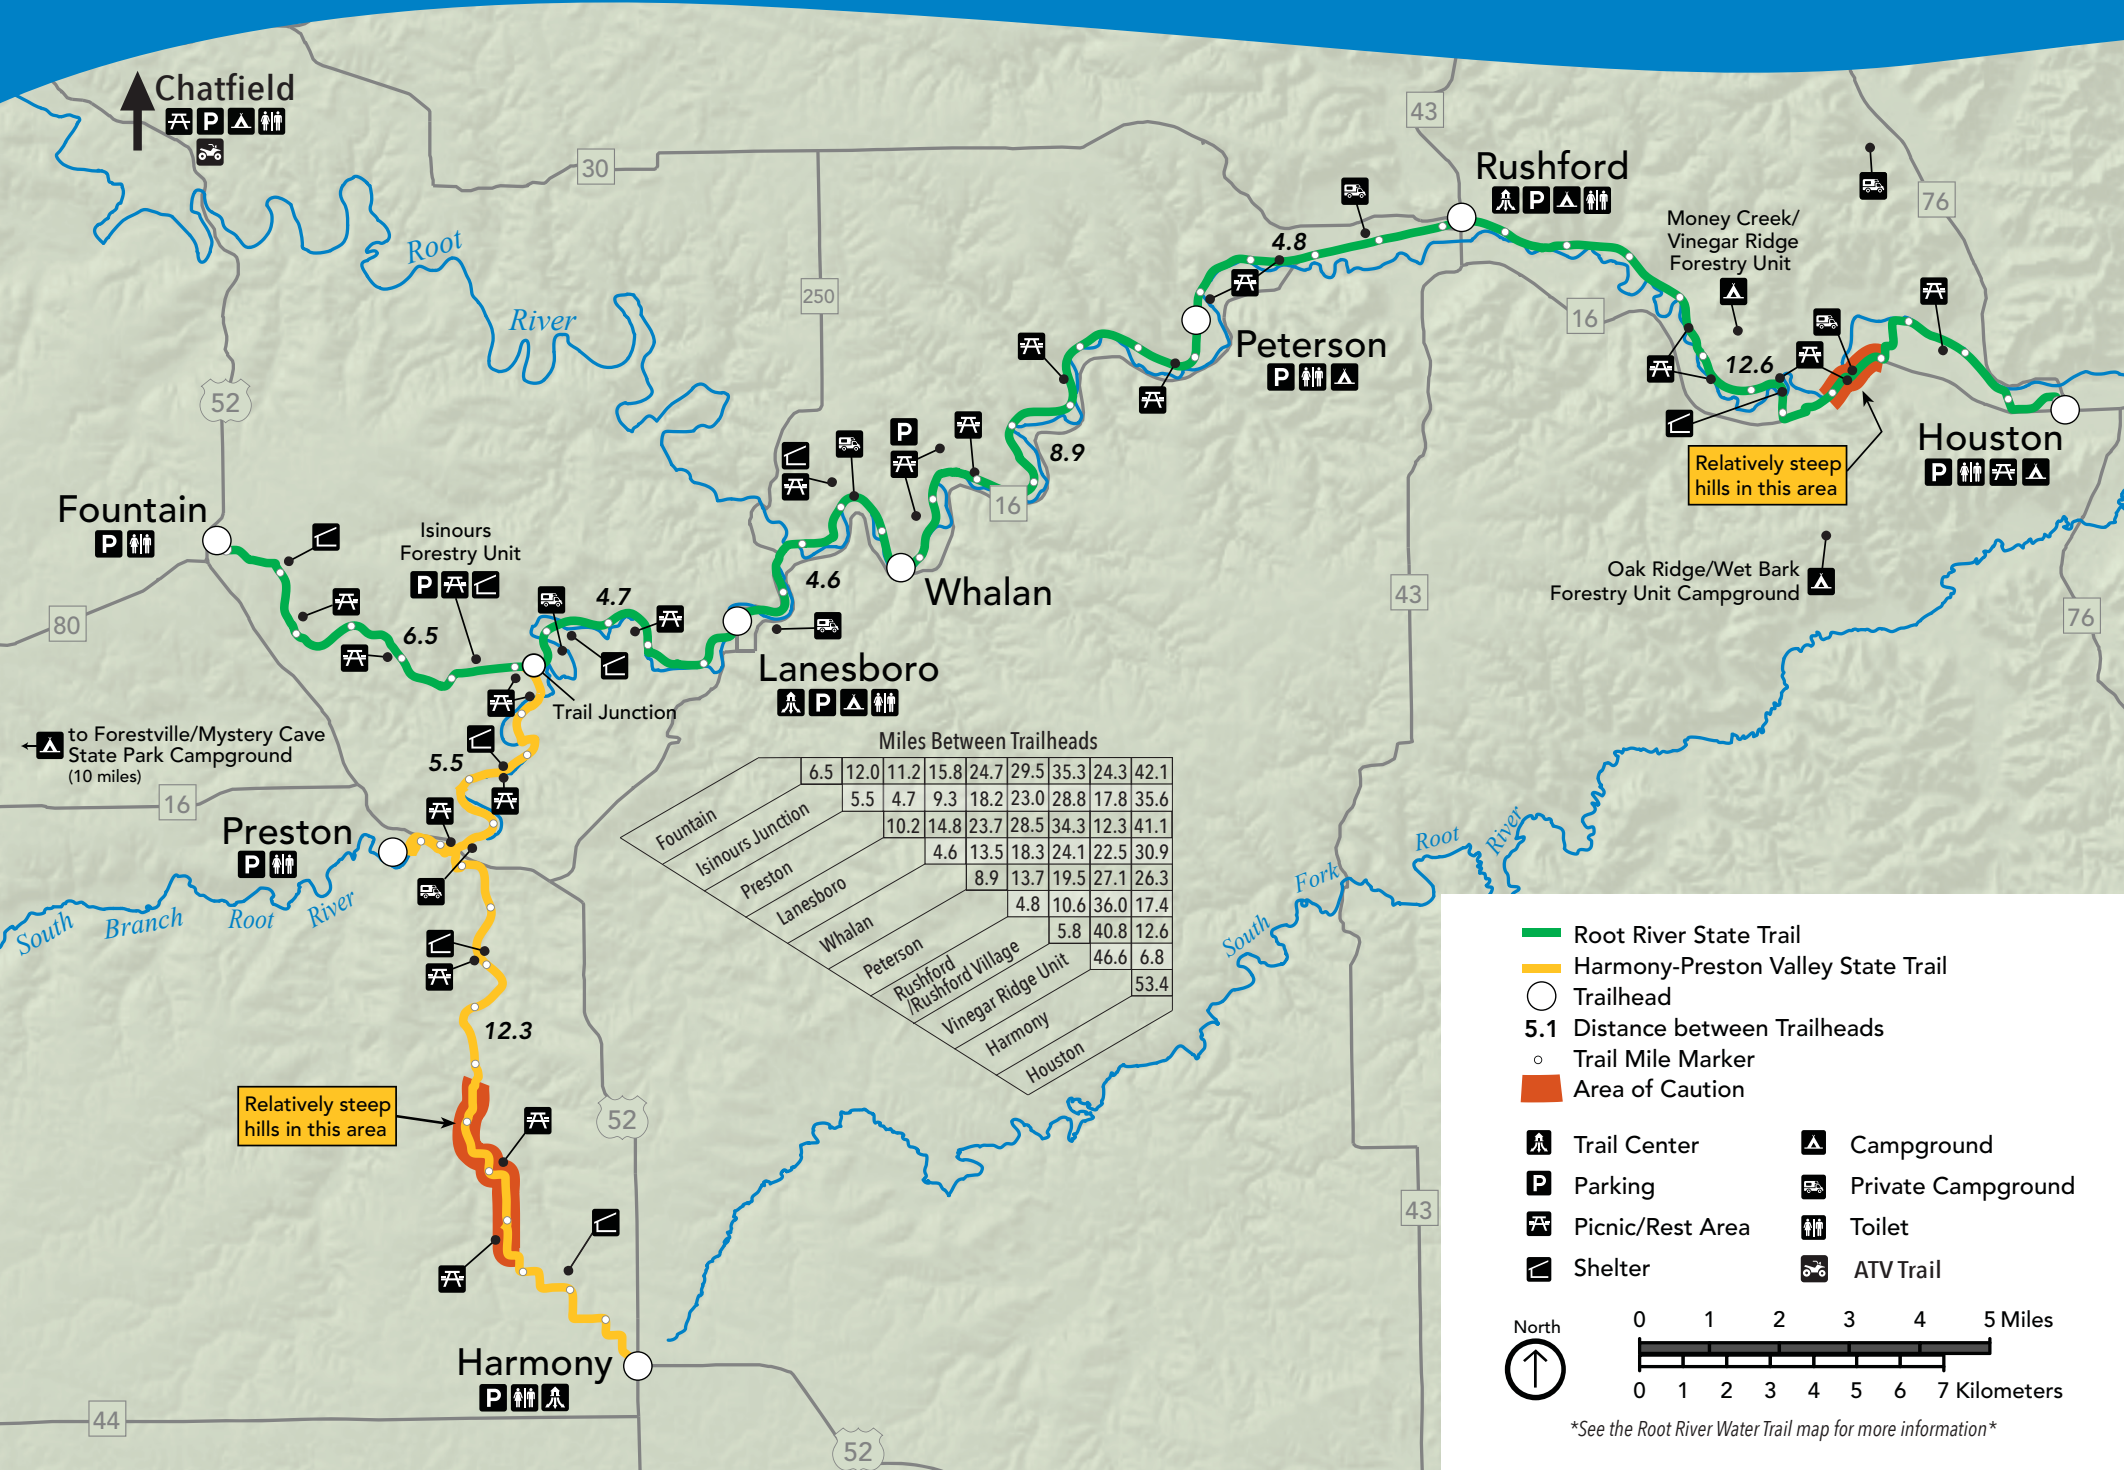 Chatfield
P
30
43
Rushford
P
76
Money Creek/
Vinegar Ridge
Forestry Unit
Root
River
250
4.8
16
Peterson
P
52
12.6
Houston
P
Relatively steep
hills in this area
P
8.9
16
Fountain
P
Isinours
Forestry Unit
P
4.7
4.6
Whalan
Oak Ridge/Wet Bark
Forestry Unit Campground
43
76
80
6.5
Lanesboro
P
Trail Junction
to Forestville/Mystery Cave
State Park Campground
(10 miles)
5.5
16
Preston
P
South Branch Root River
Miles Between Trailheads
6.5 12.0 11.2 15.8 24.7 29.5 35.3 24.3 42.1
Fountain
5.5 4.7 9.3 18.2 23.0 28.8 17.8 35.6
Isinours Junction
10.2 14.8 23.7 28.5 34.3 12.3 41.1
Preston
4.6 13.5 18.3 24.1 22.5 30.9
Lanesboro
8.9 13.7 19.5 27.1 26.3
Whalan
4.8 10.6 36.0 17.4
Peterson
5.8 40.8 12.6
Rushford
/Rushford Village
46.6 6.8
Vinegar Ridge Unit
53.4
Harmony
Houston
South Fork Root River
12.3
Relatively steep
hills in this area
52
43
Harmony
P
44
52
Root River State Trail
Harmony-Preston Valley State Trail
Trailhead
5.1 Distance between Trailheads
Trail Mile Marker
Area of Caution
Trail Center
Campground
P Parking
Private Campground
Picnic/Rest Area
Toilet
Shelter
ATV Trail
North
0 1 2 3 4 5 Miles
0 1 2 3 4 5 6 7 Kilometers
*See the Root River Water Trail map for more information*